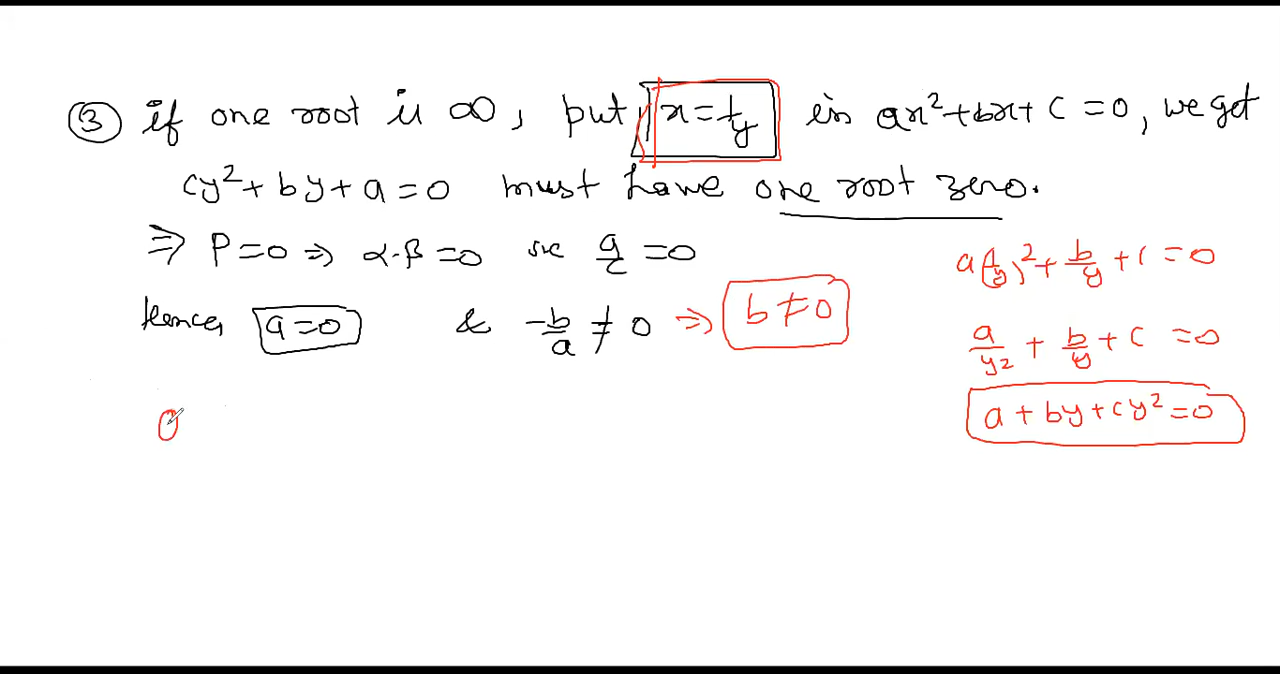 ③ if one root is ∞, put x = 1/y in ax²+bx+c=0, we get
cy²+by+a=0 must have one root zero.
⇒ P=0 ⇒ α·β=0 a/c =0
Hence, a=0 & -b/a ≠ 0 ⇒ b≠0
a(1/y)²+b/y+c=0
a/y²+b/y+c=0
a+by+cy²=0